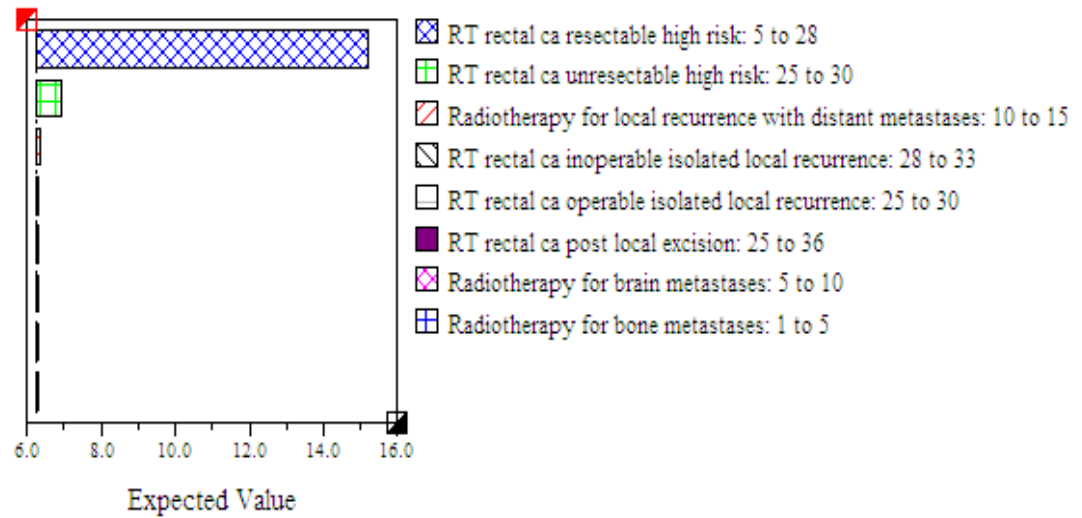 RT rectal ca resectable high risk: 5 to 28
RT rectal ca unresectable high risk: 25 to 30
Radiotherapy for local recurrence with distant metastases: 10 to 15
RT rectal ca inoperable isolated local recurrence: 28 to 33
RT rectal ca operable isolated local recurrence: 25 to 30
RT rectal ca post local excision: 25 to 36
Radiotherapy for brain metastases: 5 to 10
Radiotherapy for bone metastases: 1 to 5
6.0 8.0 10.0 12.0 14.0 16.0
Expected Value